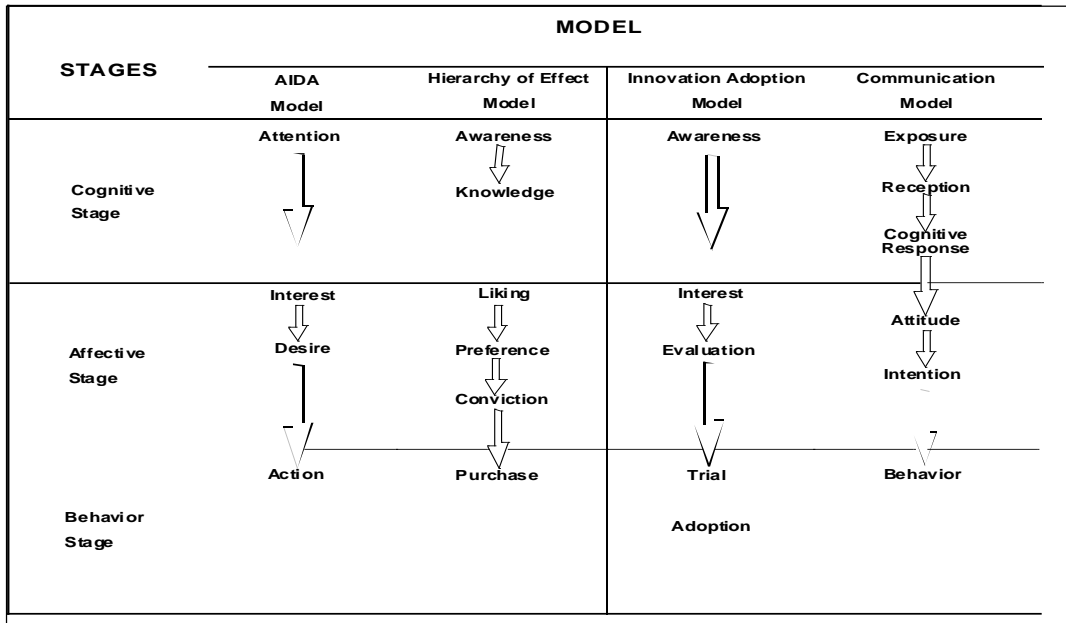 MODEL
STAGES
AIDA Hierarchy of Effect Innovation Adoption Communication
Model Model Model Model
Attention Awareness Awareness Exposure
Cognitive Knowledge Reception
Stage
Cognitive
Response
Interest Liking Interest
Attitude
Affective Desire Preference Evaluation
Stage Intention
Conviction
Action Purchase Trial Behavior
Behavior Adoption
Stage